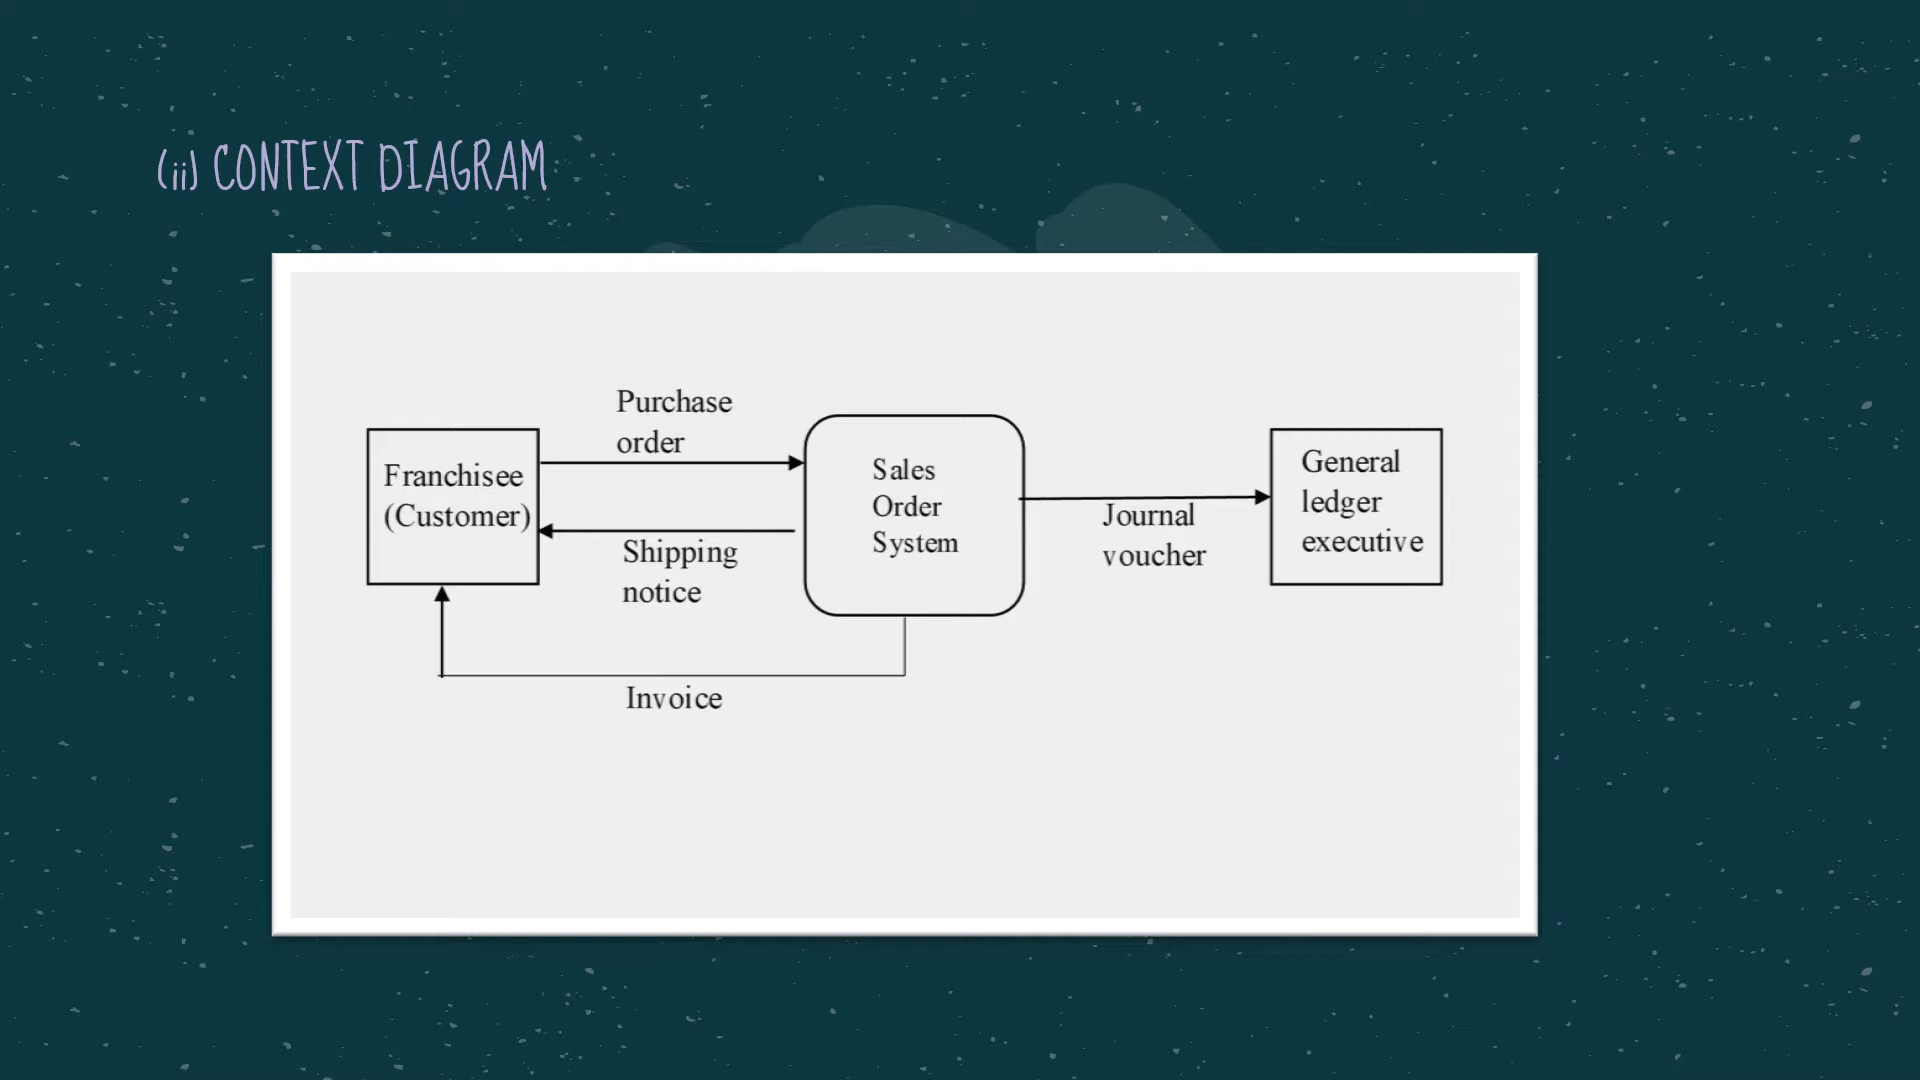 (ii) CONTEXT DIAGRAM
Purchase
order
Franchisee
(Customer)
Sales
Order
System
General
ledger
executive
Shipping
notice
Journal
voucher
Invoice